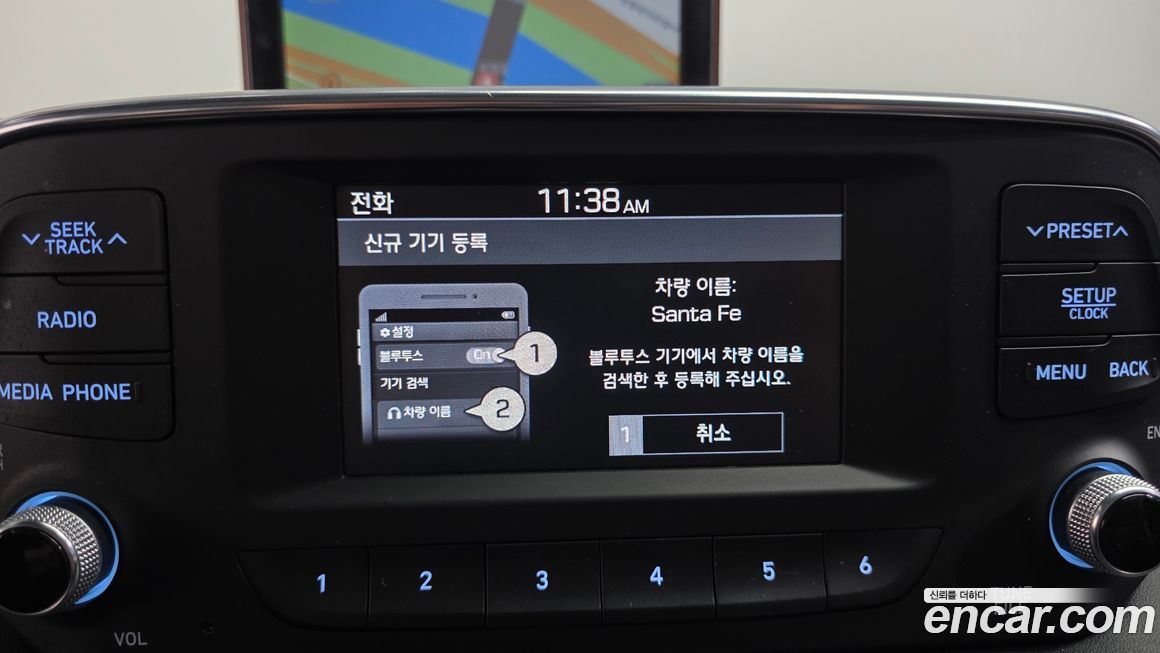 전화
11:38 AM
신규 기기 등록
설정
블루투스
On
1
기기 검색
차량 이름
2
차량 이름:
Santa Fe
블루투스 기기에서 차량 이름을
검색한 후 등록해 주십시오.
1 취소
SEEK
TRACK
RADIO
MEDIA PHONE
PRESET
SETUP
CLOCK
MENU BACK
1 2 3 4 5 6
VOL
TUNE
신뢰를 더하다
encar.com